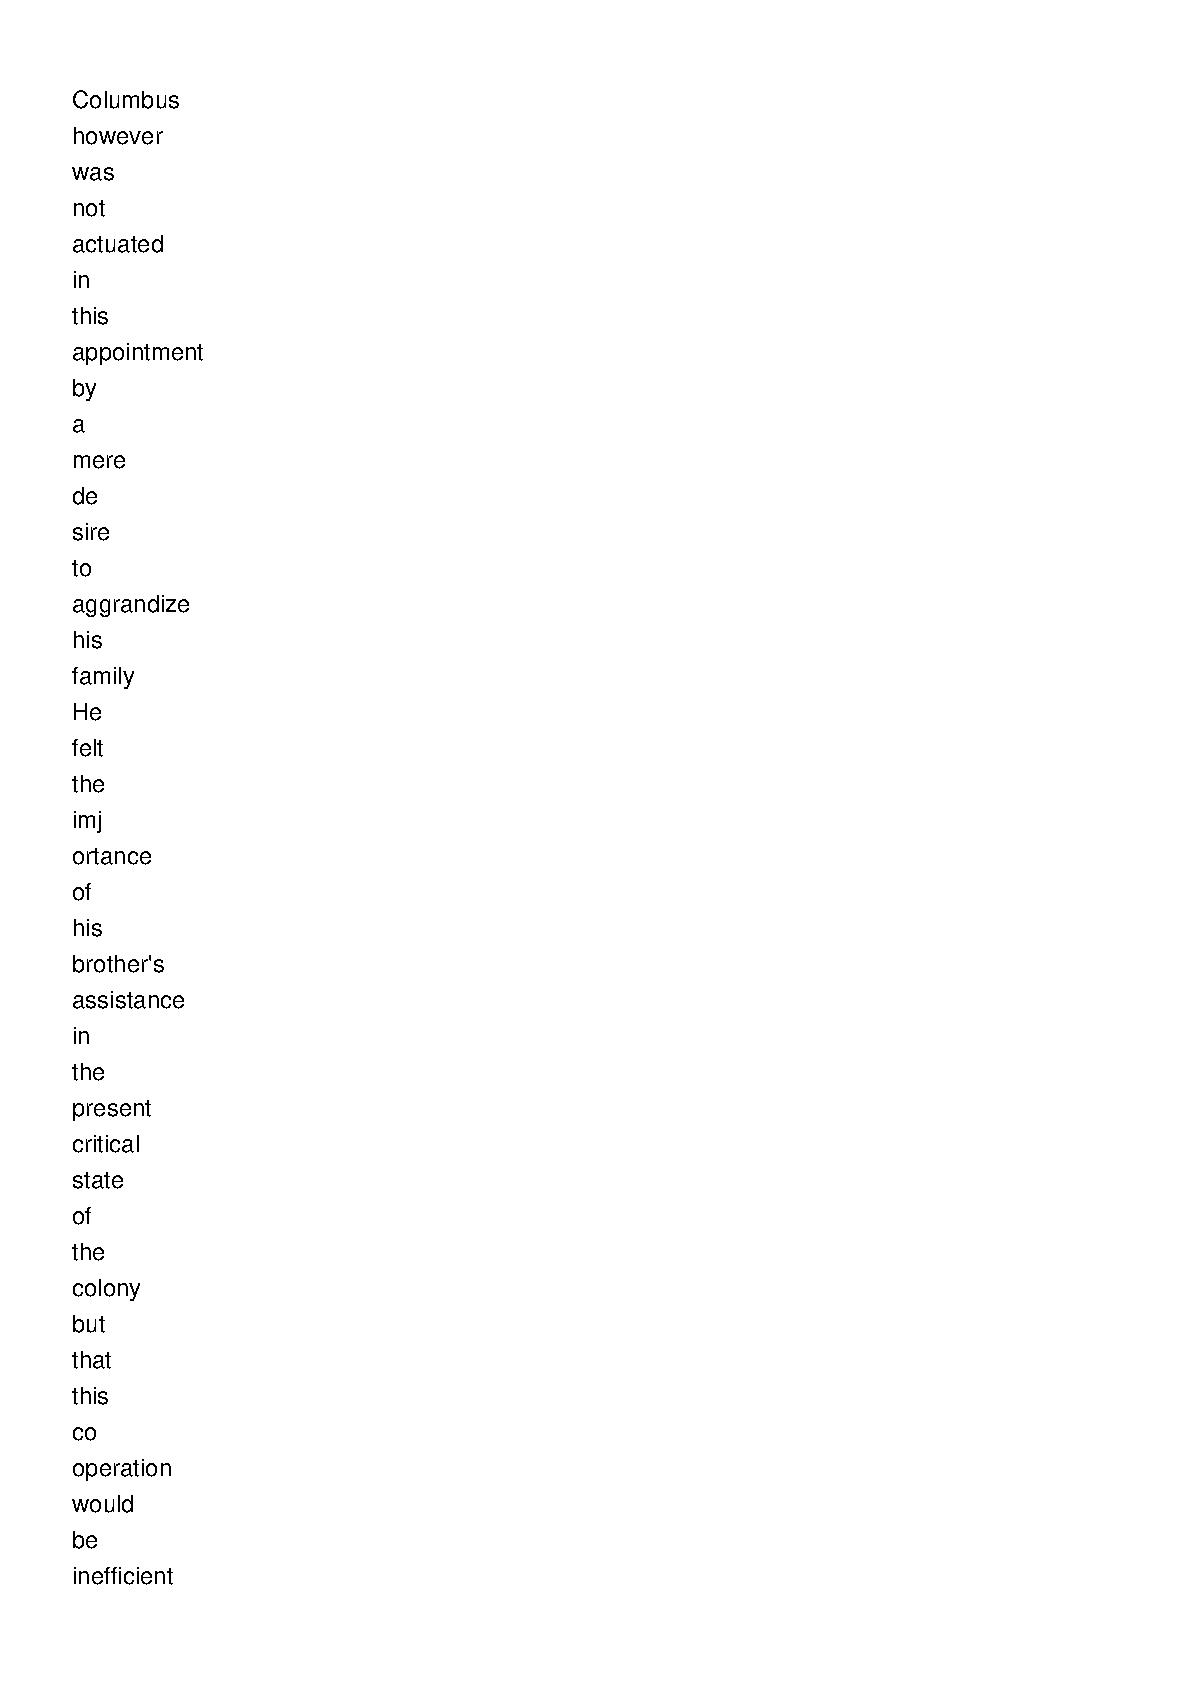 Columbus
however
was
not
actuated
in
this
appointment
by
a
mere
de
sire
to
aggrandize
his
family
He
felt
the
imj
ortance
of
his
brother's
assistance
in
the
present
critical
state
of
the
colony
but
that
this
co
operation
would
be
inefficient